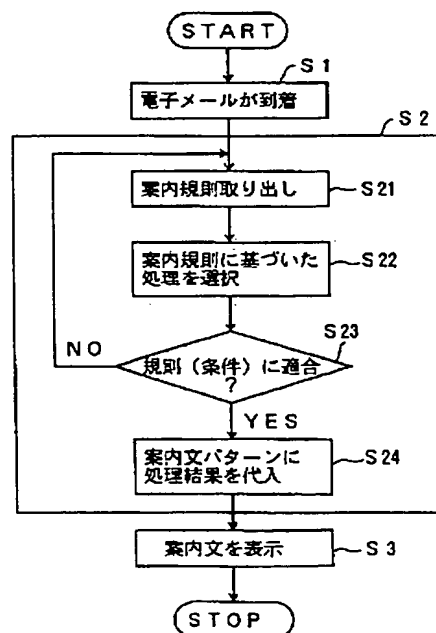 START
S1
電子メールが到着
S2
案内規則取り出し
S21
案内規則に基づいた
処理を選択
S22
S23
NO
規則（条件）に適合
?
YES
案内文パターンに
処理結果を代入
S24
案内文を表示
S3
STOP